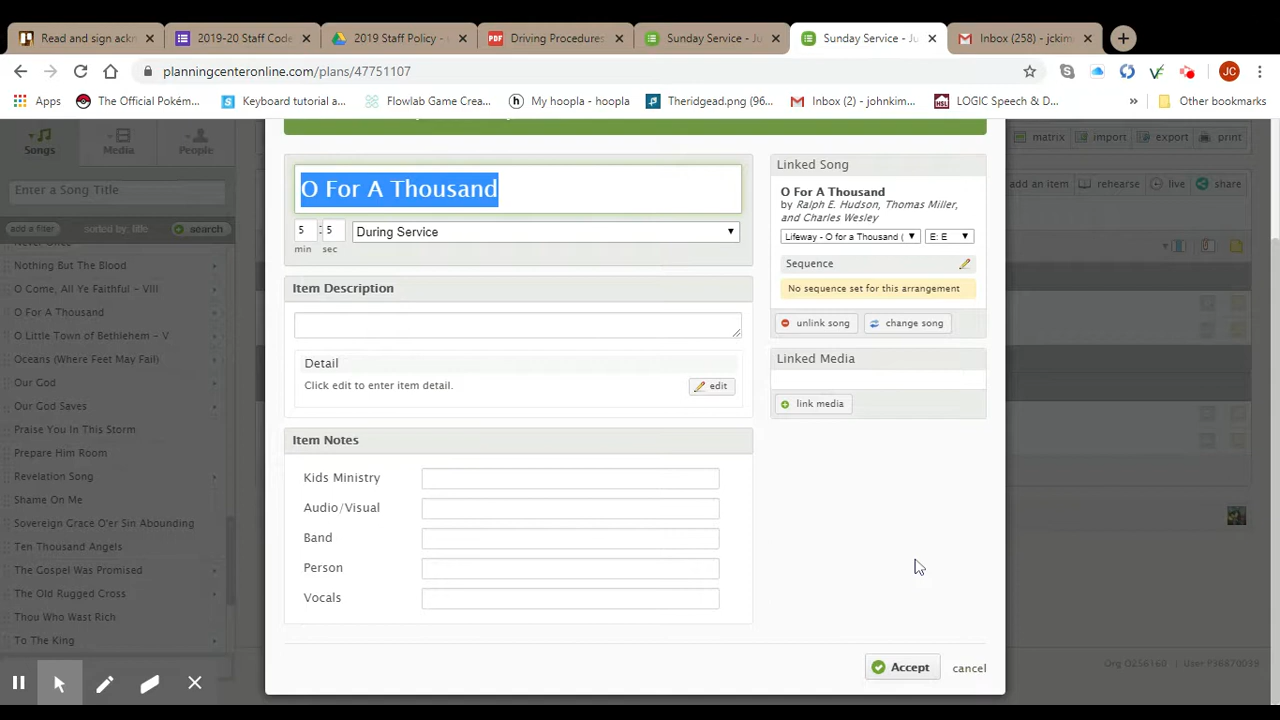 Read and sign ackn
2019-20 Staff Code
2019 Staff Policy -
Driving Procedures
Sunday Service - Ju
Sunday Service - Ju
Inbox (258) - jckim
planningcenteronline.com/plans/47751107
JC
Apps
The Official Pokém...
Keyboard tutorial a...
Flowlab Game Crea...
My hoopla - hoopla
Theridgead.png (96...
Inbox (2) - johnkim...
LOGIC Speech & D...
»
Other bookmarks
Songs
Media
People
matrix
import
export
print
Enter a Song Title
add an item
rehearse
live
share
add a filter
sorted by: title
search
Nothing But The Blood
O Come, All Ye Faithful - VIII
O For A Thousand
O Little Town of Bethlehem - V
Oceans (Where Feet May Fail)
Our God
Our God Saves
Praise You In This Storm
Prepare Him Room
Revelation Song
Shame On Me
Sovereign Grace O'er Sin Abounding
Ten Thousand Angels
The Gospel Was Promised
The Old Rugged Cross
Thou Who Wast Rich
To The King
O For A Thousand
5 : 5
During Service
min sec
Item Description
Detail
Click edit to enter item detail.
edit
Item Notes
Kids Ministry
Audio/Visual
Band
Person
Vocals
Linked Song
O For A Thousand
by Ralph E. Hudson, Thomas Miller,
and Charles Wesley
Lifeway - O for a Thousand (
E: E
Sequence
No sequence set for this arrangement
unlink song
change song
Linked Media
link media
Accept
cancel
Org O256160 | User P36870039